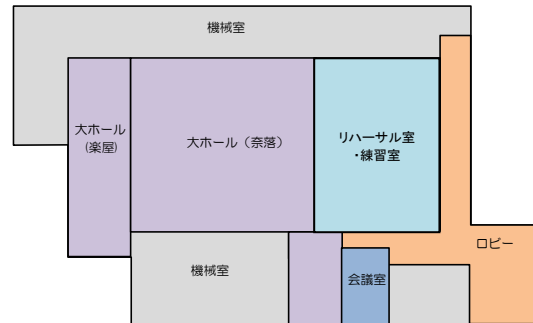 機械室
大ホール
(楽屋)
大ホール（奈落）
リハーサル室
・練習室
ロビー
機械室
会議室